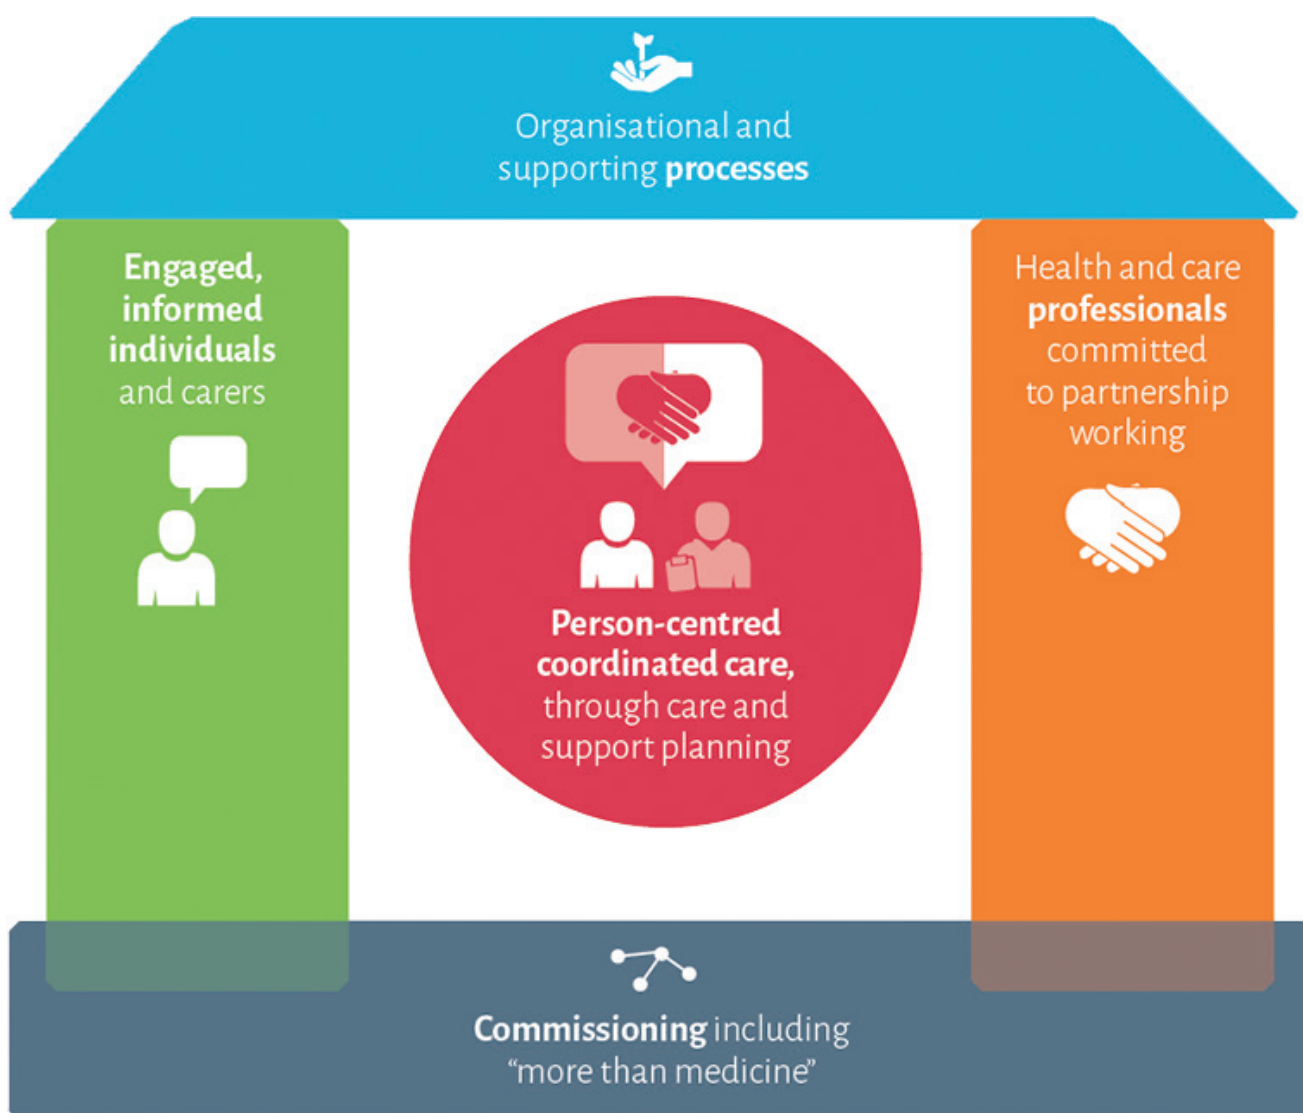 Organisational and
supporting processes
Engaged,
informed
individuals
and carers
Health and care
professionals
committed
to partnership
working
Person-centred
coordinated care,
through care and
support planning
Commissioning including
“more than medicine”